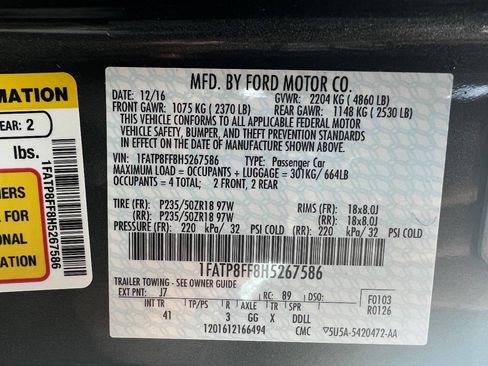 MFD. BY FORD MOTOR CO.
DATE: 12/16 GVWR: 2204 KG ( 4860 LB)
FRONT GAWR: 1075 KG ( 2370 LB) REAR GAWR: 1148 KG ( 2530 LB)
THIS VEHICLE CONFORMS TO ALL APPLICABLE FEDERAL MOTOR
VEHICLE SAFETY, BUMPER, AND THEFT PREVENTION STANDARDS
IN EFFECT ON THE DATE OF MANUFACTURE SHOWN ABOVE.
VIN: 1FATP8FF8H5267586 TYPE: Passenger Car
MAXIMUM LOAD = OCCUPANTS + LUGGAGE = 301KG/ 664LB
OCCUPANTS = 4 TOTAL; 2 FRONT, 2 REAR
TIRE (FR): P235/50ZR18 97W RIMS (FR): 18x8.0J
(R): P235/50ZR18 97W (R): 18x8.0J
PRESSURE (FR): 220 kPa/ 32 PSI COLD (RR): 220 kPa/ 32 PSI COLD
1FATP8FF8H5267586
TRAILER TOWING - SEE OWNER GUIDE
EXT PNT: J7 RC: 89 DSO: F0103
INT TR TP/PS R AXLE TR SPR R0126
41 3 GG X DDLL
1201612166494 CMC 5U5A-5420472-AA
ORMATION
EAR: 2
lbs.
1FATP8FF8H5267586
ERS
L FOR
ONAL